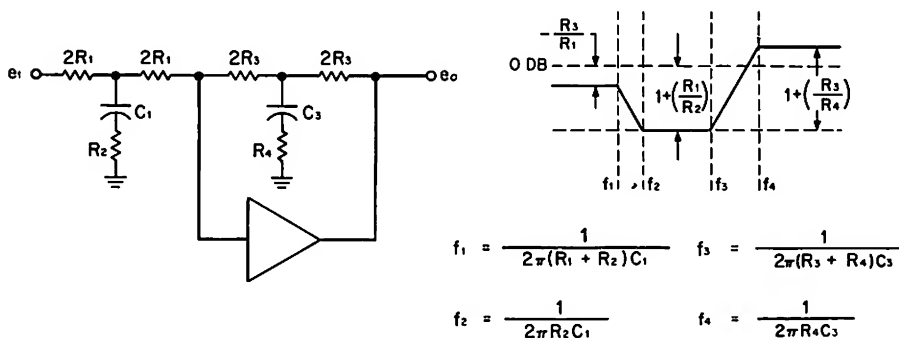 2R₁ 2R₁ 2R₃ 2R₃
e₁ e₀
C₁ C₃
R₂ R₄
- R₃/R₁
0 DB
1+(R₁/R₂) 1+(R₃/R₄)
f₁ f₂ f₃ f₄
f₁ = 1/2π(R₁ + R₂)C₁ f₃ = 1/2π(R₃ + R₄)C₃
f₂ = 1/2πR₂C₁ f₄ = 1/2πR₄C₃